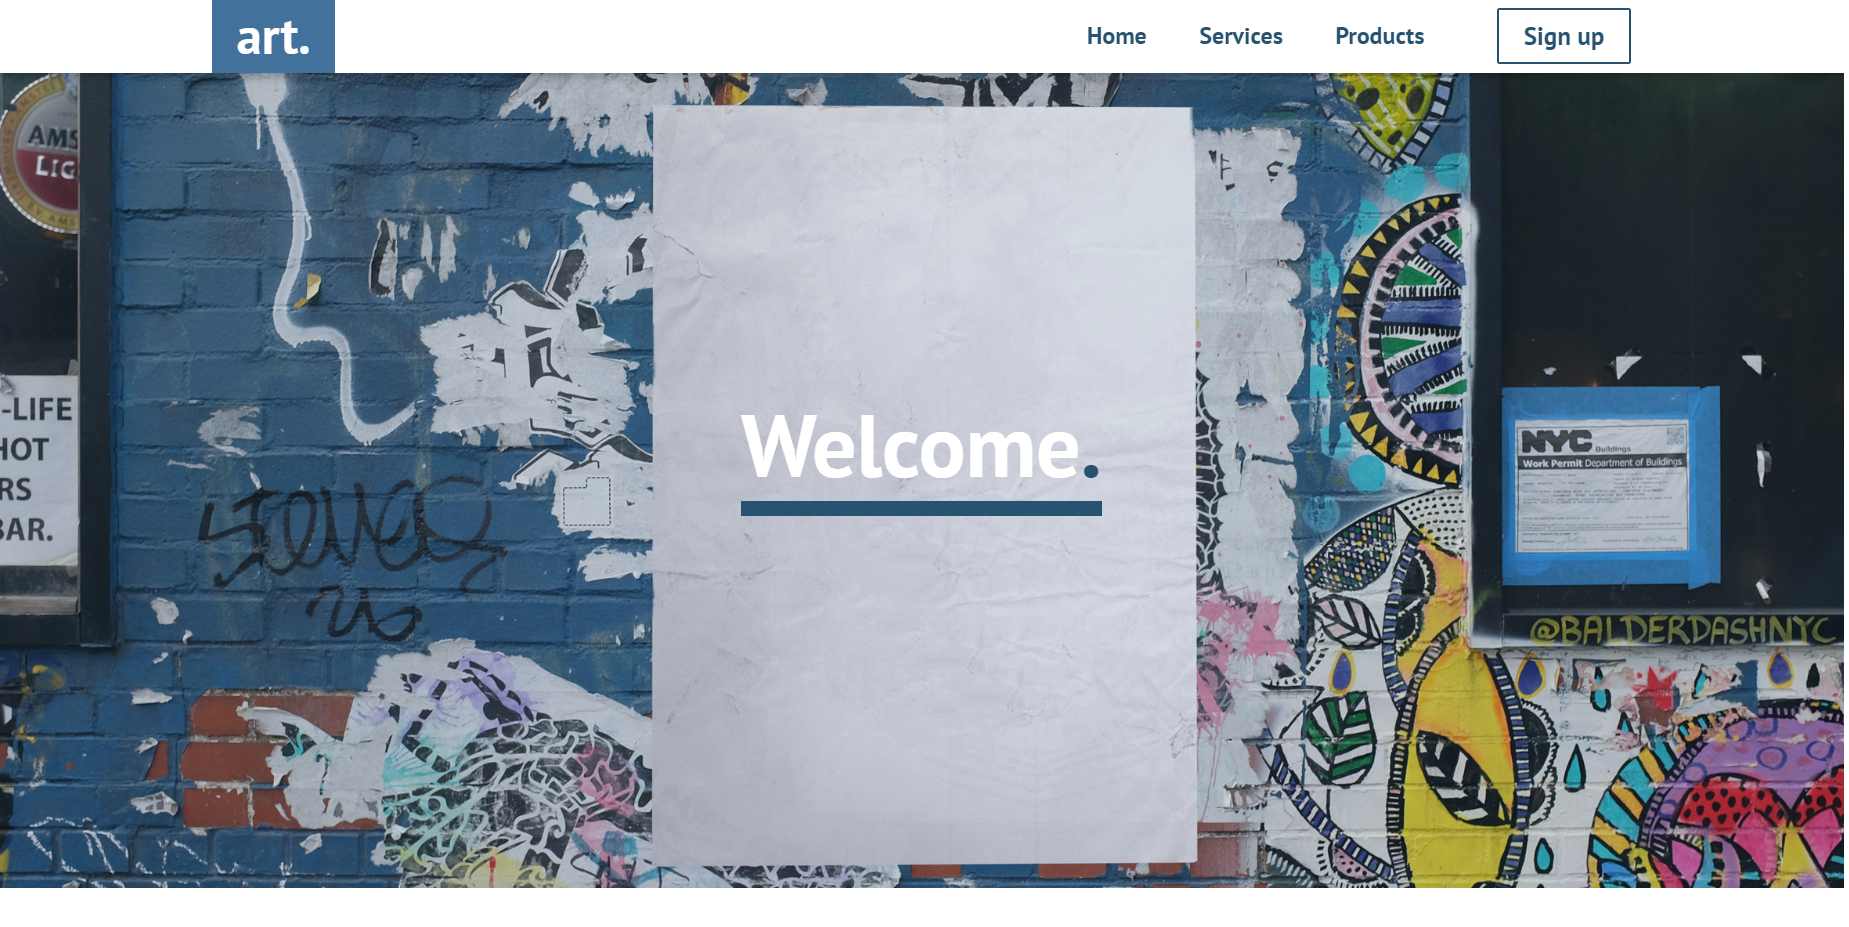 art.
Home Services Products Sign up
Welcome.
AMS
LIG
-LIFE
HOT
RS
BAR.
NYC Buildings
Work Permit Department of Buildings
@BALDERDASHNYC